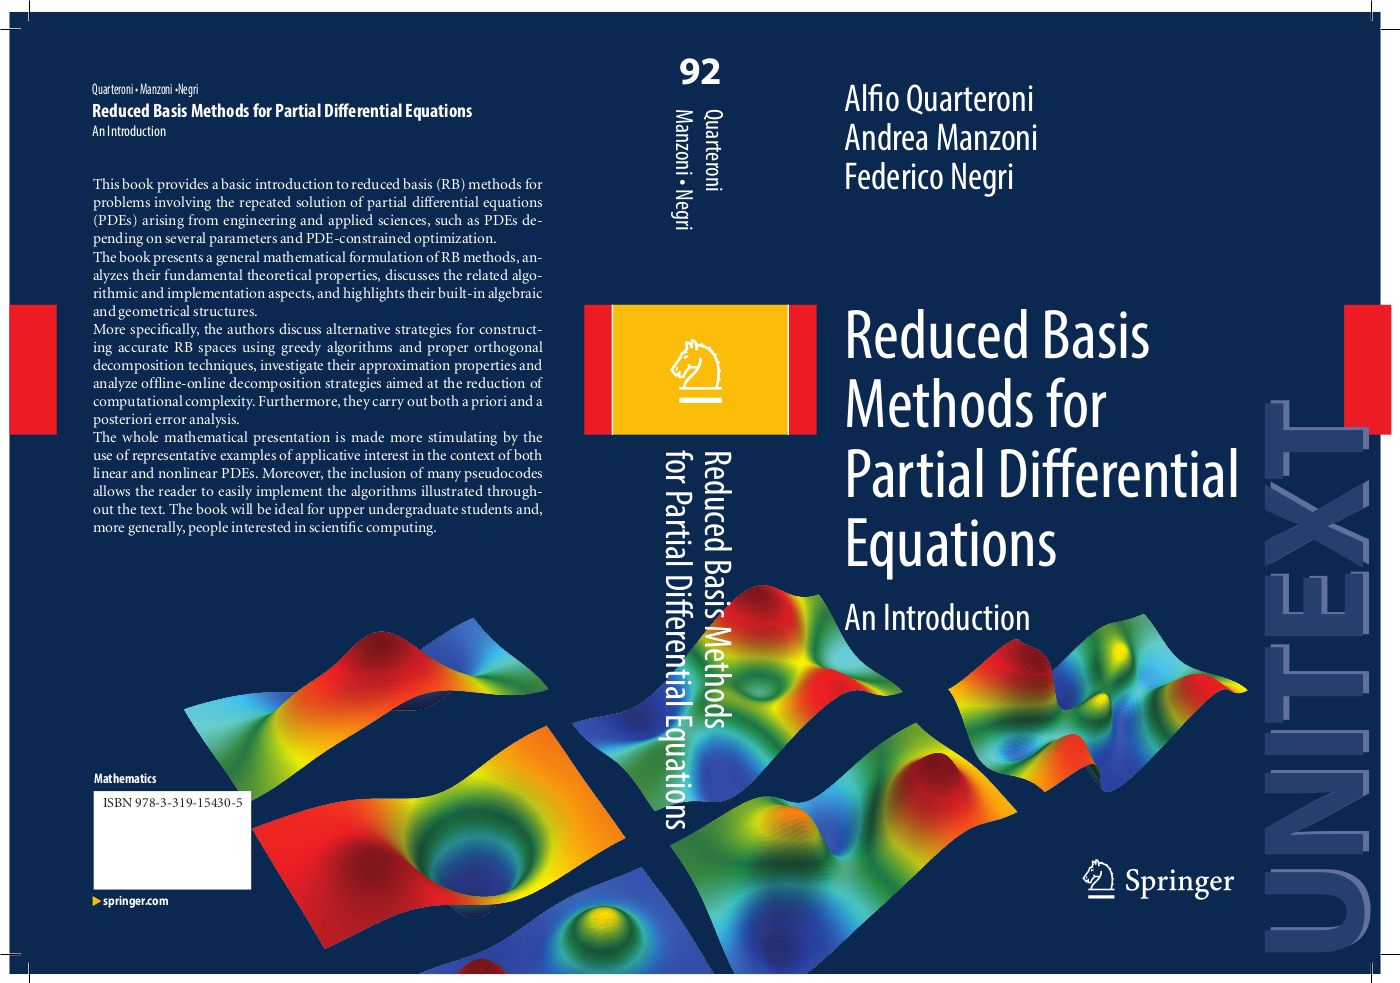 Quarteroni • Manzoni •Negri
Reduced Basis Methods for Partial Differential Equations
An Introduction
This book provides a basic introduction to reduced basis (RB) methods for
problems involving the repeated solution of partial differential equations
(PDEs) arising from engineering and applied sciences, such as PDEs de-
pending on several parameters and PDE-constrained optimization.
The book presents a general mathematical formulation of RB methods, an-
alyzes their fundamental theoretical properties, discusses the related algo-
rithmic and implementation aspects, and highlights their built-in algebraic
and geometrical structures.
More specifically, the authors discuss alternative strategies for construct-
ing accurate RB spaces using greedy algorithms and proper orthogonal
decomposition techniques, investigate their approximation properties and
analyze offline-online decomposition strategies aimed at the reduction of
computational complexity. Furthermore, they carry out both a priori and a
posteriori error analysis.
The whole mathematical presentation is made more stimulating by the
use of representative examples of applicative interest in the context of both
linear and nonlinear PDEs. Moreover, the inclusion of many pseudocodes
allows the reader to easily implement the algorithms illustrated through-
out the text. The book will be ideal for upper undergraduate students and,
more generally, people interested in scientific computing.
Mathematics
ISBN 978-3-319-15430-5
springer.com
92
Quarteroni
Manzoni • Negri
Reduced Basis Methods
for Partial Differential Equations
Alfio Quarteroni
Andrea Manzoni
Federico Negri
Reduced Basis
Methods for
Partial Differential
Equations
An Introduction
Springer
UNITEXT